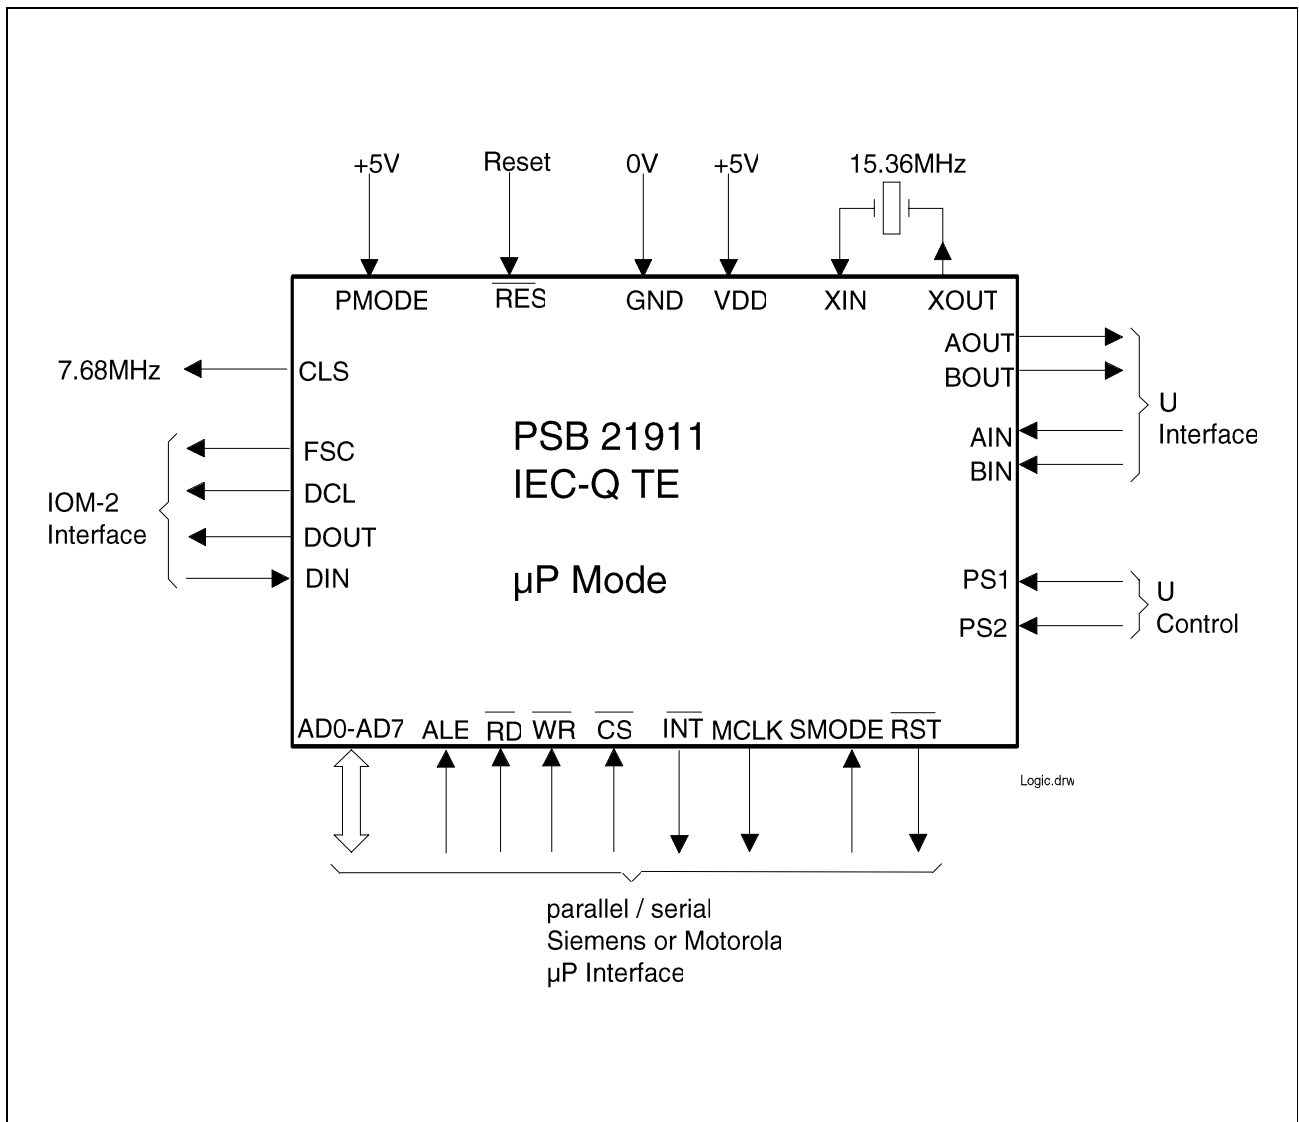 +5V Reset 0V +5V 15.36MHz
PMODE RES GND VDD XIN XOUT
AOUT
7.68MHz CLS BOUT
U
Interface
PSB 21911
IEC-Q TE
AIN
BIN
FSC
DCL
IOM-2
Interface
DOUT
DIN
µP Mode
PS1
PS2
U
Control
AD0-AD7 ALE RD WR CS INT MCLK SMODE RST
Logic.drw
parallel / serial
Siemens or Motorola
µP Interface